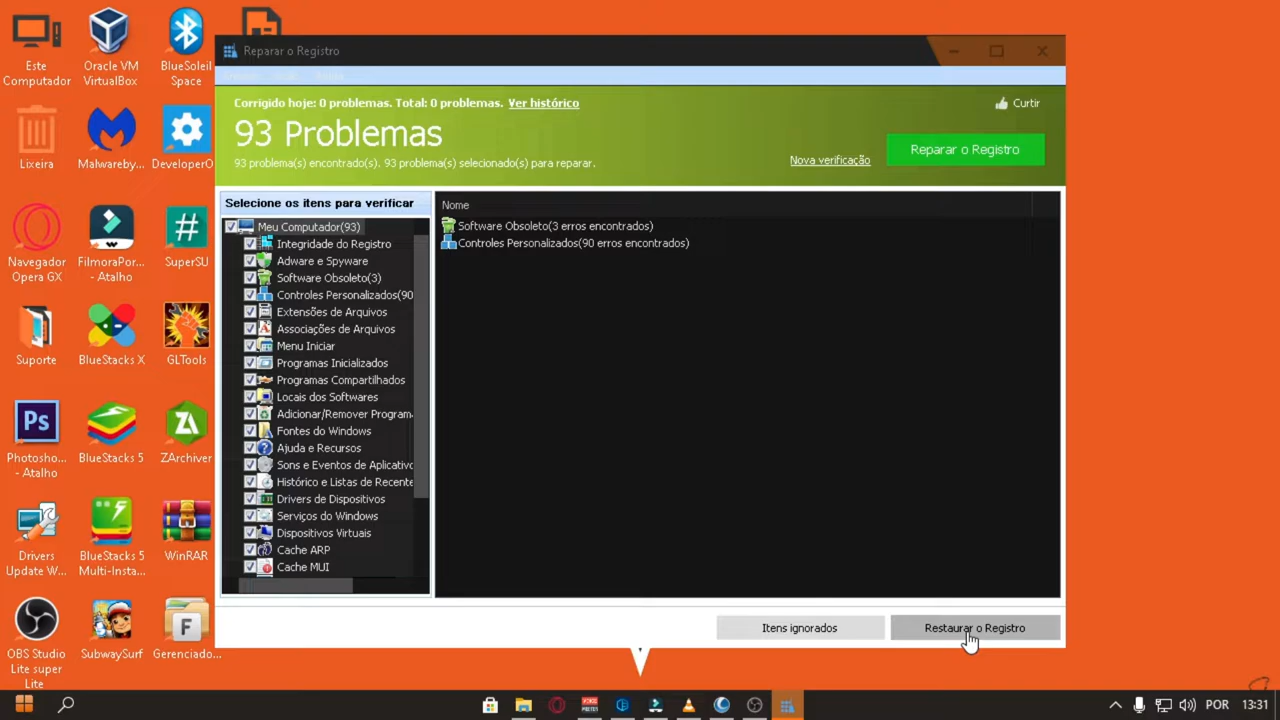 Este
Computador
Oracle VM
VirtualBox
BlueSoleil
Space
Lixeira
Malwareby...
DeveloperO
Navegador
Opera GX
FilmoraPor...
- Atalho
SuperSU
Suporte
BlueStacks X
GLTools
Ps
Photosho...
- Atalho
BlueStacks 5
ZArchiver
Drivers
Update W...
BlueStacks 5
Multi-Insta...
WinRAR
OBS Studio
Lite super
Lite
SubwaySurf
Gerenciado...
Reparar o Registro
Corrigido hoje: 0 problemas. Total: 0 problemas. Ver histórico
Curtir
93 Problemas
93 problema(s) encontrado(s). 93 problema(s) selecionado(s) para reparar.
Nova verificação
Reparar o Registro
Selecione os itens para verificar
Meu Computador(93)
Integridade do Registro
Adware e Spyware
Software Obsoleto(3)
Controles Personalizados(90
Extensões de Arquivos
Associações de Arquivos
Menu Iniciar
Programas Inicializados
Programas Compartilhados
Locais dos Softwares
Adicionar/Remover Program
Fontes do Windows
Ajuda e Recursos
Sons e Eventos de Aplicativo
Histórico e Listas de Recente
Drivers de Dispositivos
Serviços do Windows
Dispositivos Virtuais
Cache ARP
Cache MUI
Nome
Software Obsoleto(3 erros encontrados)
Controles Personalizados(90 erros encontrados)
Itens ignorados
Restaurar o Registro
POR
13:31